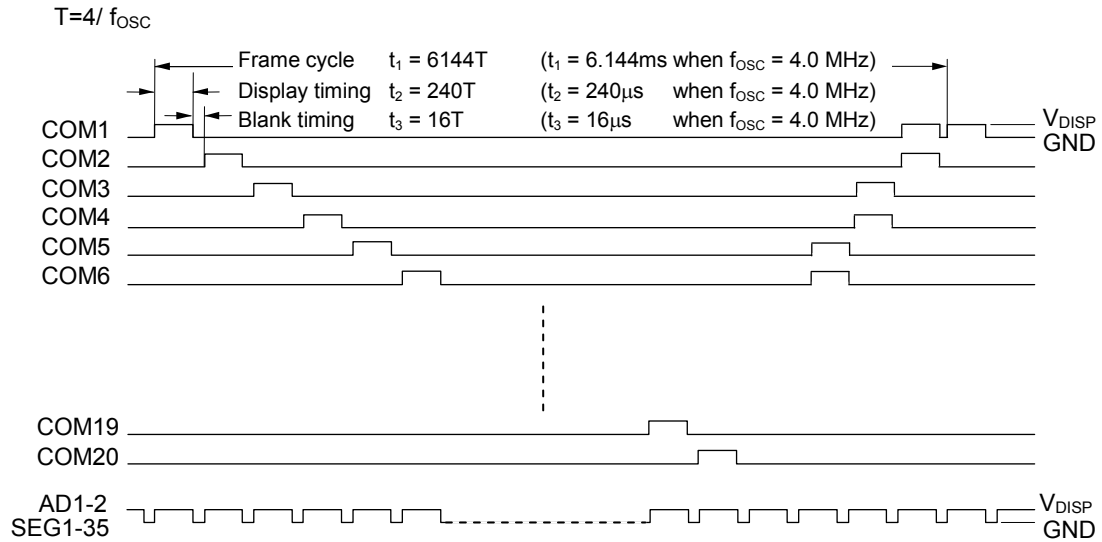 T=4/ fOSC
Frame cycle t1 = 6144T (t1 = 6.144ms when fOSC = 4.0 MHz)
Display timing t2 = 240T (t2 = 240μs when fOSC = 4.0 MHz)
Blank timing t3 = 16T (t3 = 16μs when fOSC = 4.0 MHz)
COM1 VDISP
GND
COM2
COM3
COM4
COM5
COM6
COM19
COM20
AD1-2 VDISP
SEG1-35 GND